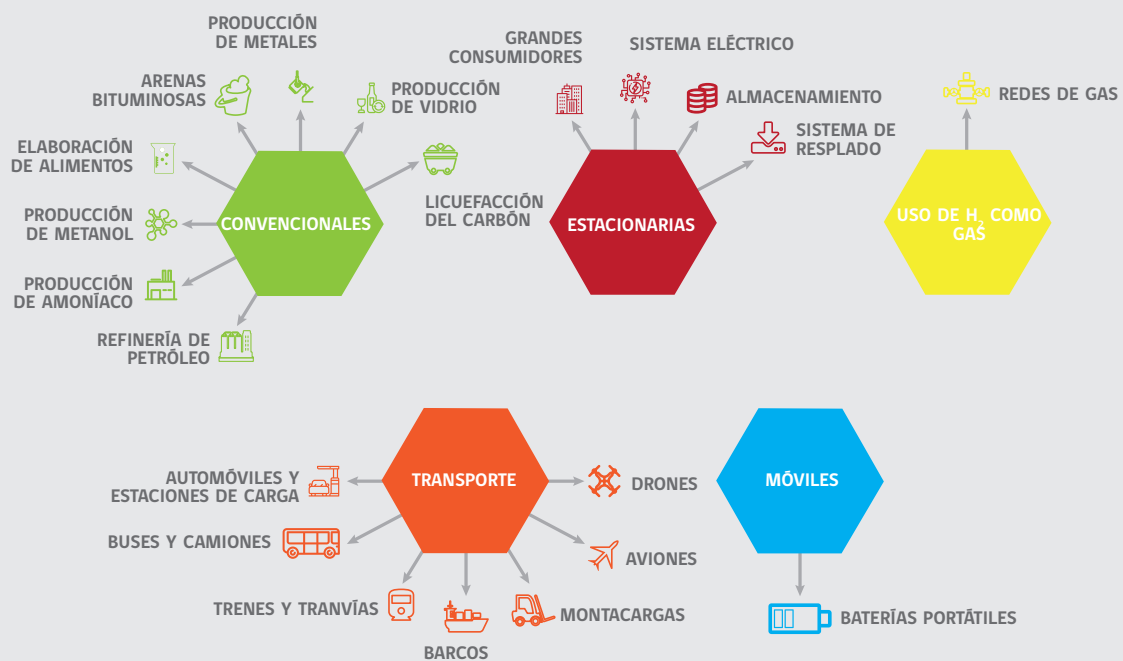 PRODUCCIÓN
DE METALES
ARENAS
BITUMINOSAS
PRODUCCIÓN
DE VIDRIO
ELABORACIÓN
DE ALIMENTOS
LICUEFACCIÓN
DEL CARBÓN
PRODUCCIÓN
DE METANOL
CONVENCIONALES
PRODUCCIÓN
DE AMONÍACO
REFINERÍA DE
PETRÓLEO
GRANDES
CONSUMIDORES
SISTEMA ELÉCTRICO
ALMACENAMIENTO
SISTEMA DE
RESPLADO
ESTACIONARIAS
REDES DE GAS
USO DE H₂ COMO
GAS
AUTOMÓVILES Y
ESTACIONES DE CARGA
TRANSPORTE
DRONES
BUSES Y CAMIONES
AVIONES
TRENES Y TRANVÍAS
BARCOS
MONTACARGAS
MÓVILES
BATERÍAS PORTÁTILES